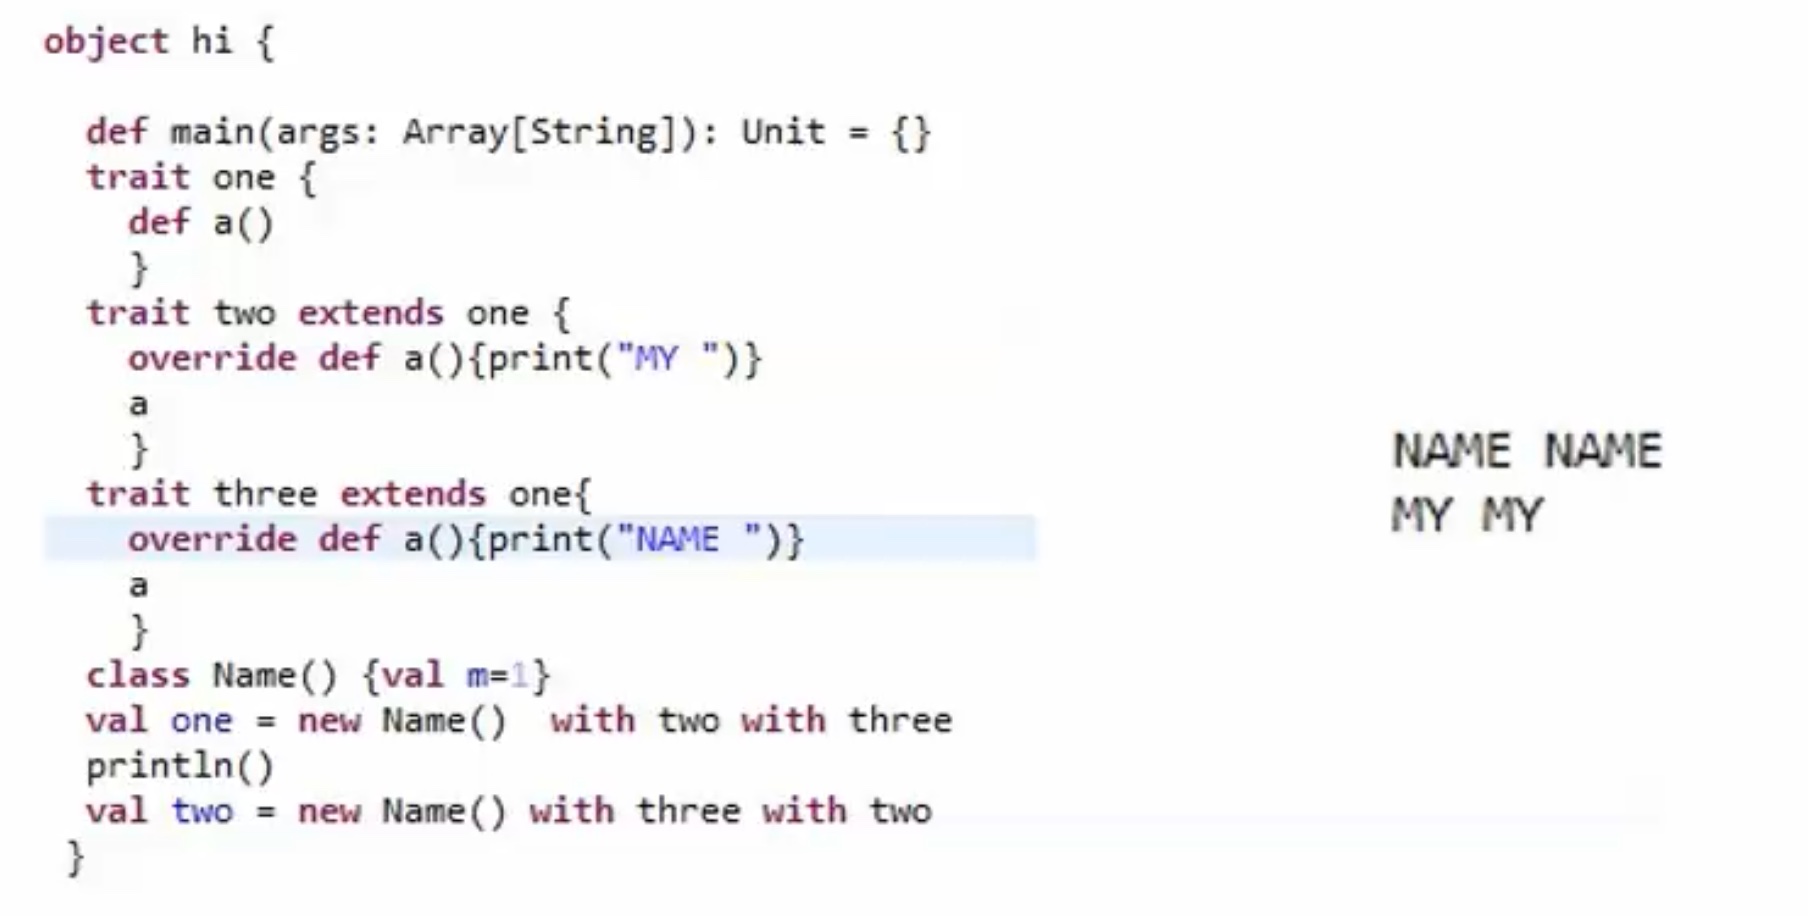 object hi {
def main(args: Array[String]): Unit = {}
trait one {
def a()
}
trait two extends one {
override def a(){print("MY ")}
a
}
trait three extends one{
override def a(){print("NAME ")}
a
}
class Name() {val m=1}
val one = new Name()  with two with three
println()
val two = new Name() with three with two
}
NAME NAME
MY MY